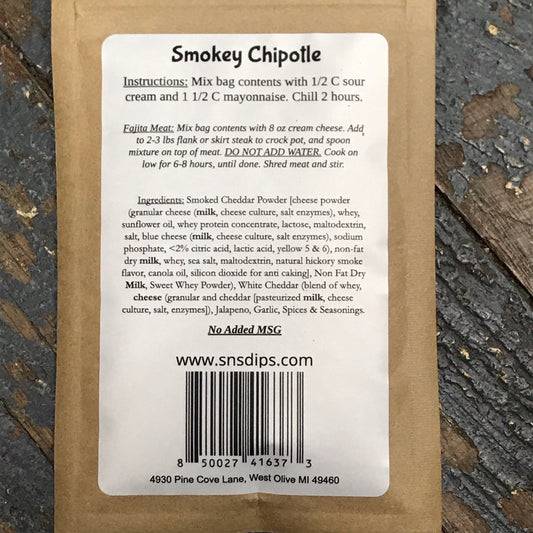 Smokey Chipotle
Instructions: Mix bag contents with 1/2 C sour
cream and 1 1/2 C mayonnaise. Chill 2 hours.
Fajita Meat: Mix bag contents with 8 oz cream cheese. Add
to 2-3 lbs flank or skirt steak to crock pot, and spoon
mixture on top of meat. DO NOT ADD WATER. Cook on
low for 6-8 hours, until done. Shred meat and stir.
Ingredients: Smoked Cheddar Powder [cheese powder
(granular cheese (milk, cheese culture, salt enzymes), whey,
sunflower oil, whey protein concentrate, lactose, maltodextrin,
salt, blue cheese (milk, cheese culture, salt enzymes), sodium
phosphate, <2% citric acid, lactic acid, yellow 5 & 6), non-fat
dry milk, whey, sea salt, maltodextrin, natural hickory smoke
flavor, canola oil, silicon dioxide for anti caking], Non Fat Dry
Milk, Sweet Whey Powder), White Cheddar (blend of whey,
cheese (granular and cheddar [pasteurized milk, cheese
culture, salt, enzymes]), Jalapeno, Garlic, Spices & Seasonings.
No Added MSG
www.snsdips.com
8 50027 41637 3
4930 Pine Cove Lane, West Olive MI 49460